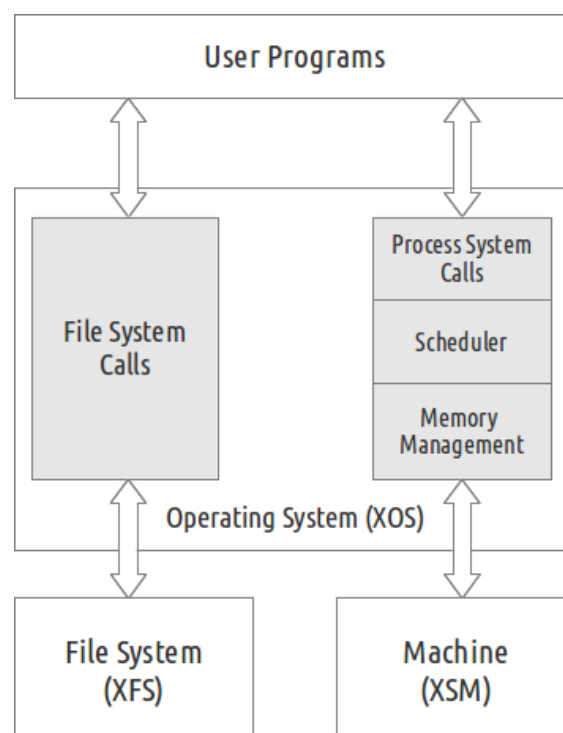 User Programs
File System
Calls
Process System
Calls
Scheduler
Memory
Management
Operating System (XOS)
File System
(XFS)
Machine
(XSM)